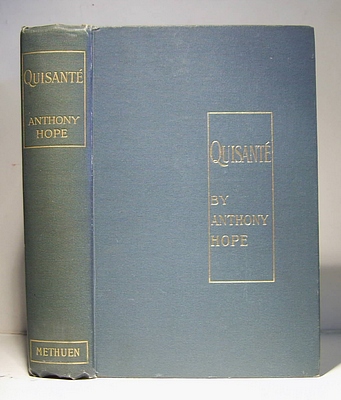 QUISANTÉ
ANTHONY
HOPE
METHUEN
QUISANTÉ
BY
ANTHONY
HOPE